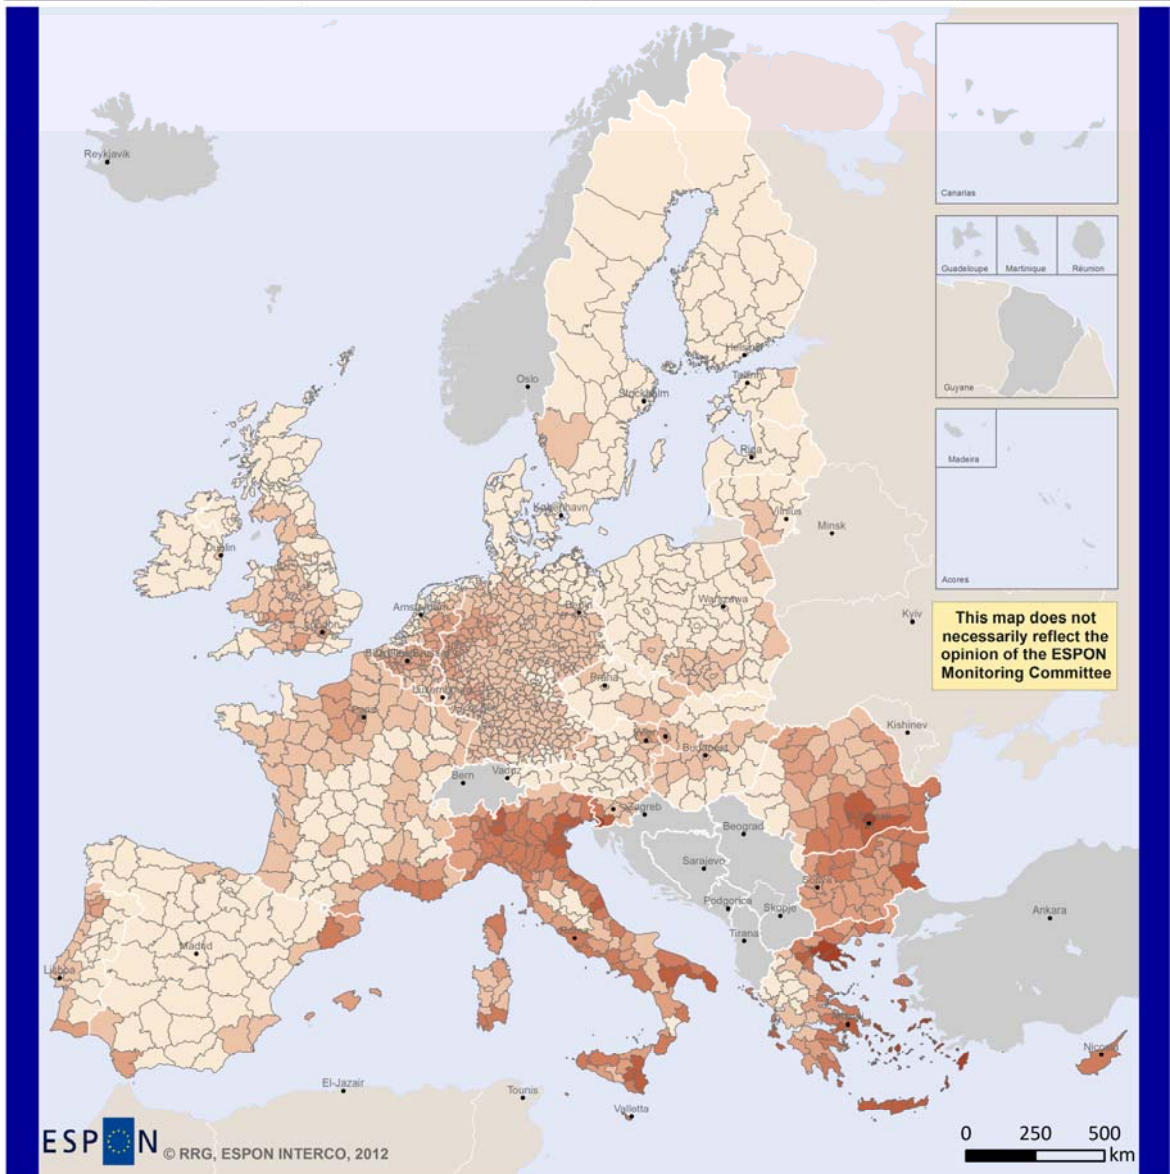 Reykjavik
Canarias
Guadeloupe
Martinique
Réunion
Guyane
Oslo
Helsinki
Tallinn
Stockholm
Riga
Madeira
København
Vilnius
Minsk
Dublin
Acores
Amsterdam
Berlin
Warszawa
Kyiv
This map does not
necessarily reflect the
opinion of the ESPON
Monitoring Committee
London
Praha
Luxembourg
Paris
Kishinev
Wien
Budapest
Bern
Vaduz
Zagreb
Beograd
Sarajevo
Sofiya
Podgorica
Skopje
Ankara
Roma
Tirana
Madrid
Lisboa
Nicosia
El-Jazair
Tounis
Valletta
ESPON
© RRG, ESPON INTERCO, 2012
0 250 500
km